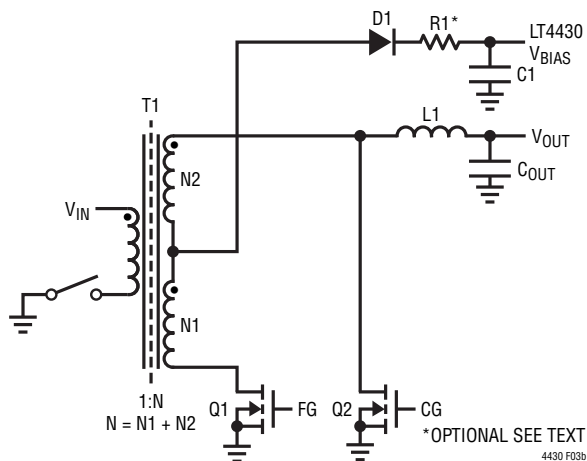 D1
R1*
LT4430
VBIAS
C1
T1
L1
VOUT
COUT
N2
VIN
N1
1:N
N = N1 + N2
Q1
FG
Q2
CG
*OPTIONAL SEE TEXT
4430 F03b